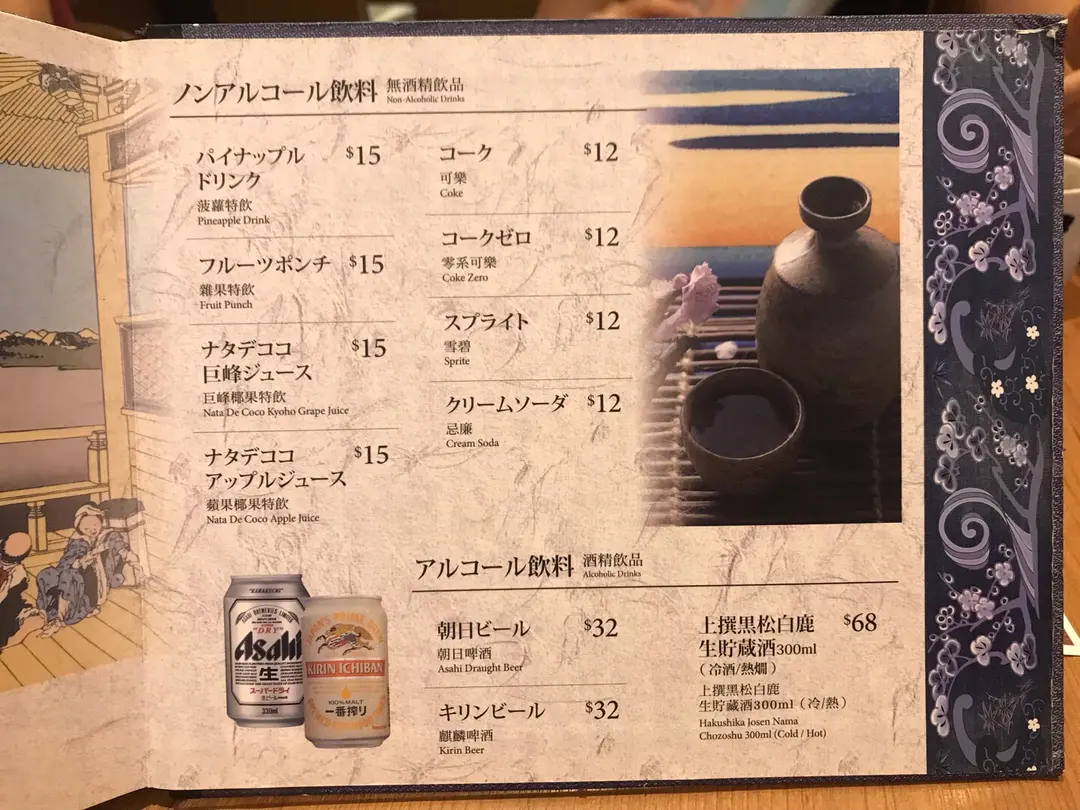 ノンアルコール飲料 無酒精飲品
Non-Alcoholic Drinks
パイナップル $15
ドリンク
菠蘿特飲
Pineapple Drink
フルーツポンチ $15
雜果特飲
Fruit Punch
ナタデココ $15
巨峰ジュース
巨峰椰果特飲
Nata De Coco Kyoho Grape Juice
ナタデココ $15
アップルジュース
蘋果椰果特飲
Nata De Coco Apple Juice
コーク $12
可樂
Coke
コークゼロ $12
零系可樂
Coke Zero
スプライト $12
雪碧
Sprite
クリームソーダ $12
忌廉
Cream Soda
アルコール飲料 酒精飲品
Alcoholic Drinks
朝日ビール $32
朝日啤酒
Asahi Draught Beer
キリンビール $32
麒麟啤酒
Kirin Beer
上撰黒松白鹿 $68
生貯蔵酒300ml
（冷酒/熱燗）
上撰黒松白鹿
生貯蔵酒300ml（冷/熱）
Hakushika Josen Nama
Chozoshu 300ml (Cold / Hot)
"KARAKUCHI"
ASAHI BREWERIES LIMITED
"DRY"
Asahi
生
スーパードライ
330ml
KIRIN ICHIBAN
100% MALT
一番搾り